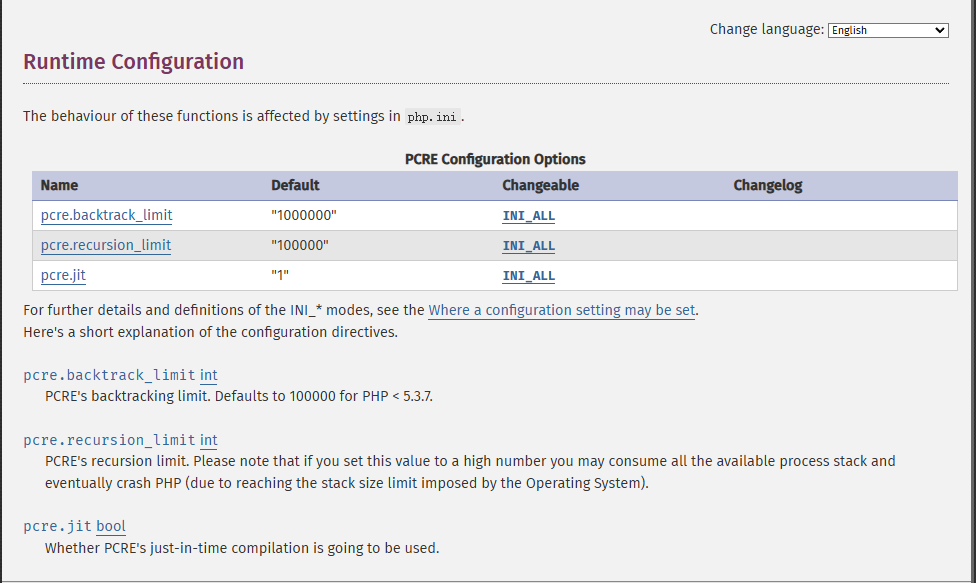 Change language: English
Runtime Configuration
The behaviour of these functions is affected by settings in php.ini.
PCRE Configuration Options
Name Default Changeable Changelog
pcre.backtrack_limit "1000000" INI_ALL
pcre.recursion_limit "100000" INI_ALL
pcre.jit "1" INI_ALL
For further details and definitions of the INI_* modes, see the Where a configuration setting may be set.
Here's a short explanation of the configuration directives.
pcre.backtrack_limit int
PCRE's backtracking limit. Defaults to 100000 for PHP < 5.3.7.
pcre.recursion_limit int
PCRE's recursion limit. Please note that if you set this value to a high number you may consume all the available process stack and
eventually crash PHP (due to reaching the stack size limit imposed by the Operating System).
pcre.jit bool
Whether PCRE's just-in-time compilation is going to be used.